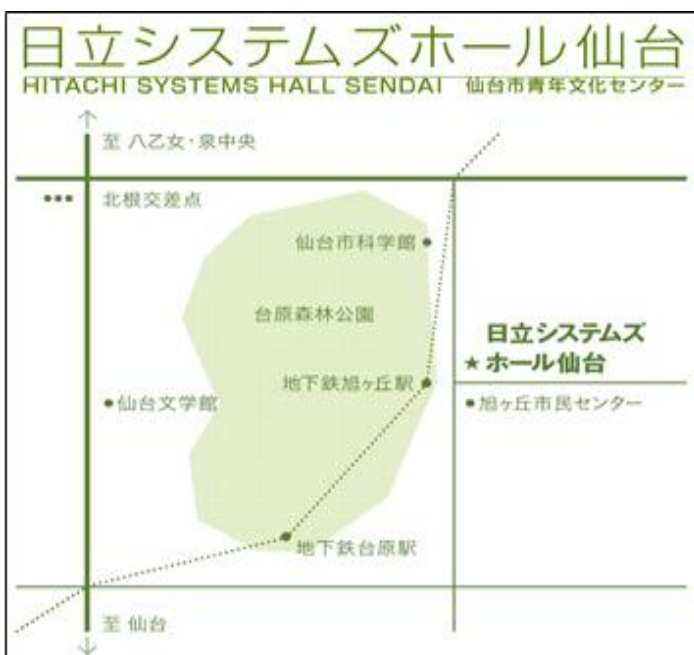 日立システムズホール仙台
HITACHI SYSTEMS HALL SENDAI 仙台市青年文化センター
至 八乙女・泉中央
北根交差点
仙台市科学館
台原森林公園
日立システムズ
★ホール仙台
地下鉄旭ヶ丘駅
仙台文学館
旭ヶ丘市民センター
地下鉄台原駅
至 仙台